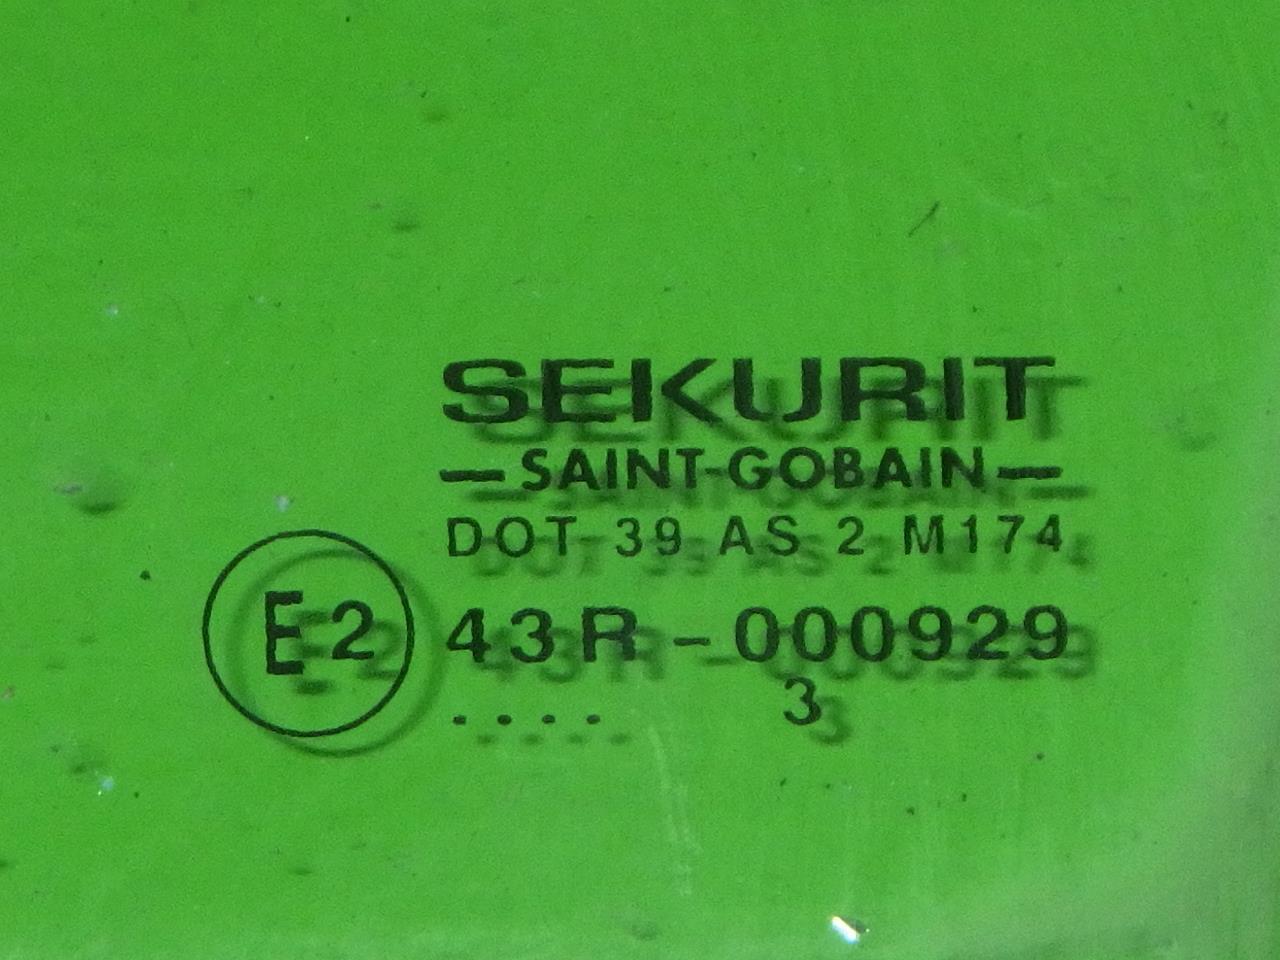 SEKURIT
—SAINT-GOBAIN—
DOT 39 AS 2 M174
E2 43R-000929
.... 3